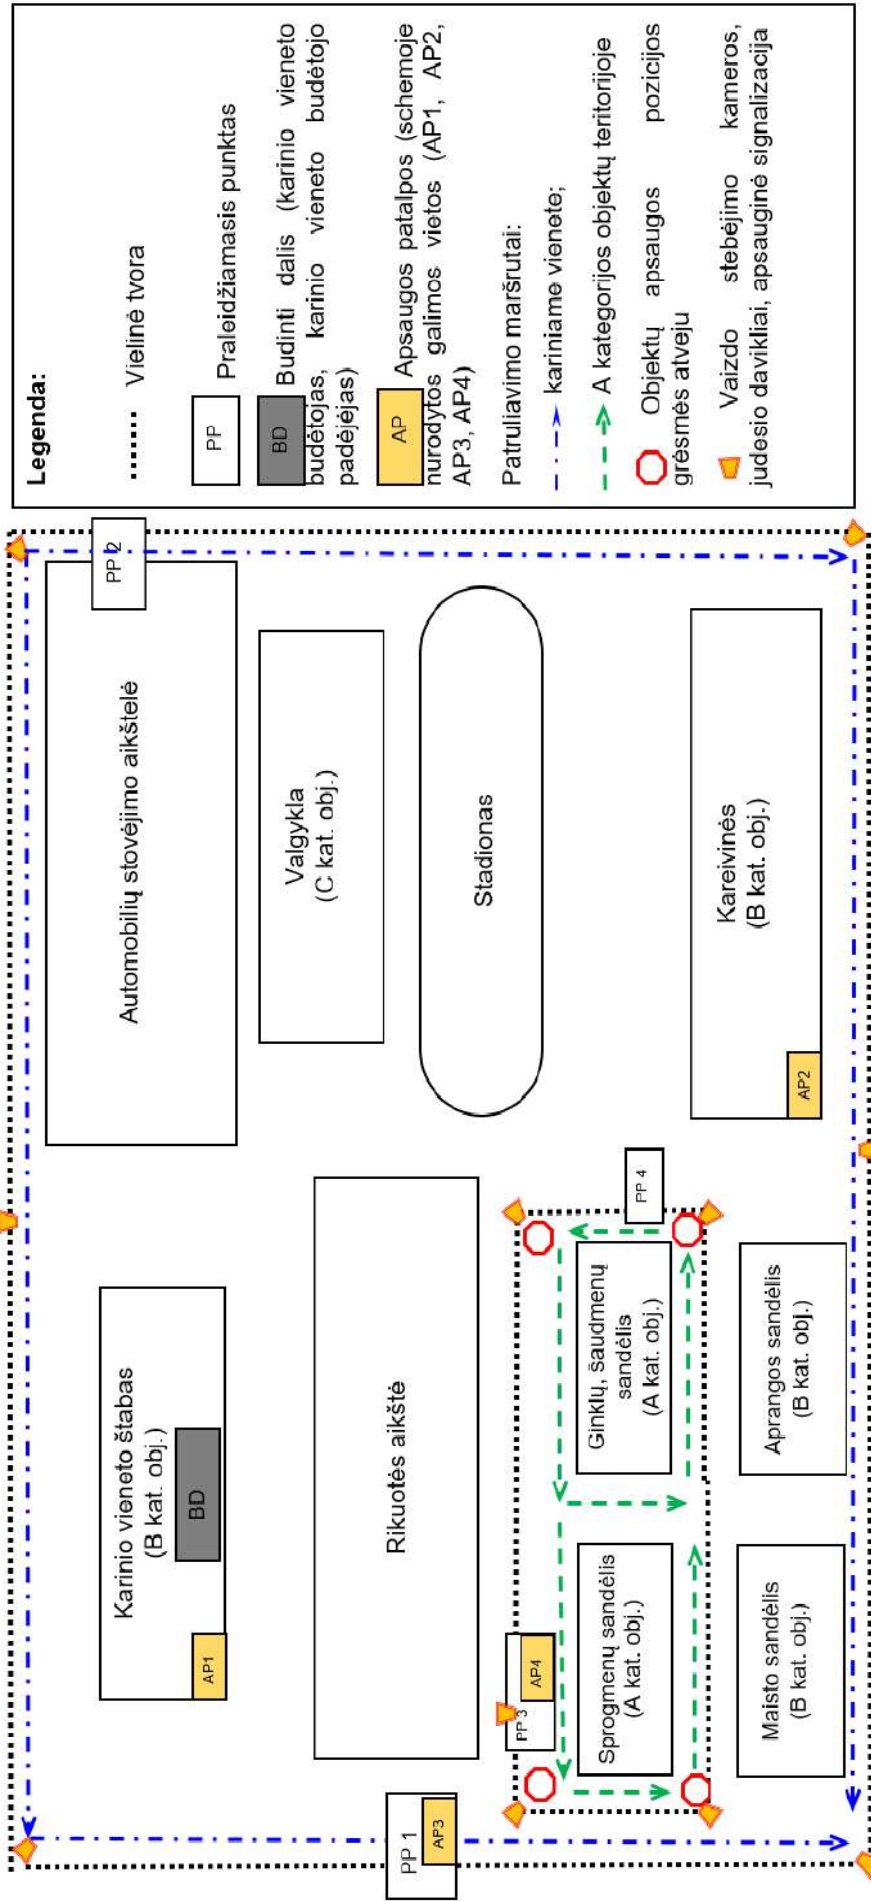 Legenda:
Vielinė tvora
PP
Praleidžiamasis punktas
BD
Budinti dalis (karinio vieneto
budėtojas, karinio vieneto budėtojo
padėjėjas)
AP
Apsaugos patalpos (schemoje
nurodytos galimos vietos (AP1, AP2,
AP3, AP4)
Patruliavimo maršrutai:
kariniame vienete;
A kategorijos objektų teritorijoje
Objektų apsaugos pozicijos
grėsmės atveju
Vaizdo stebėjimo kameros,
judesio davikliai, apsauginė signalizacija
Karinio vieneto štabas
(B kat. obj.)
BD
AP1
Automobilių stovėjimo aikštelė
PP 2
Valgykla
(C kat. obj.)
Rikuotės aikštė
Stadionas
PP 1
AP3
PP 3
AP4
Sprogmenų sandėlis
(A kat. obj.)
Ginklų, šaudmenų
sandėlis
(A kat. obj.)
PP 4
Kareivinės
(B kat. obj.)
AP2
Maisto sandėlis
(B kat. obj.)
Aprangos sandėlis
(B kat. obj.)